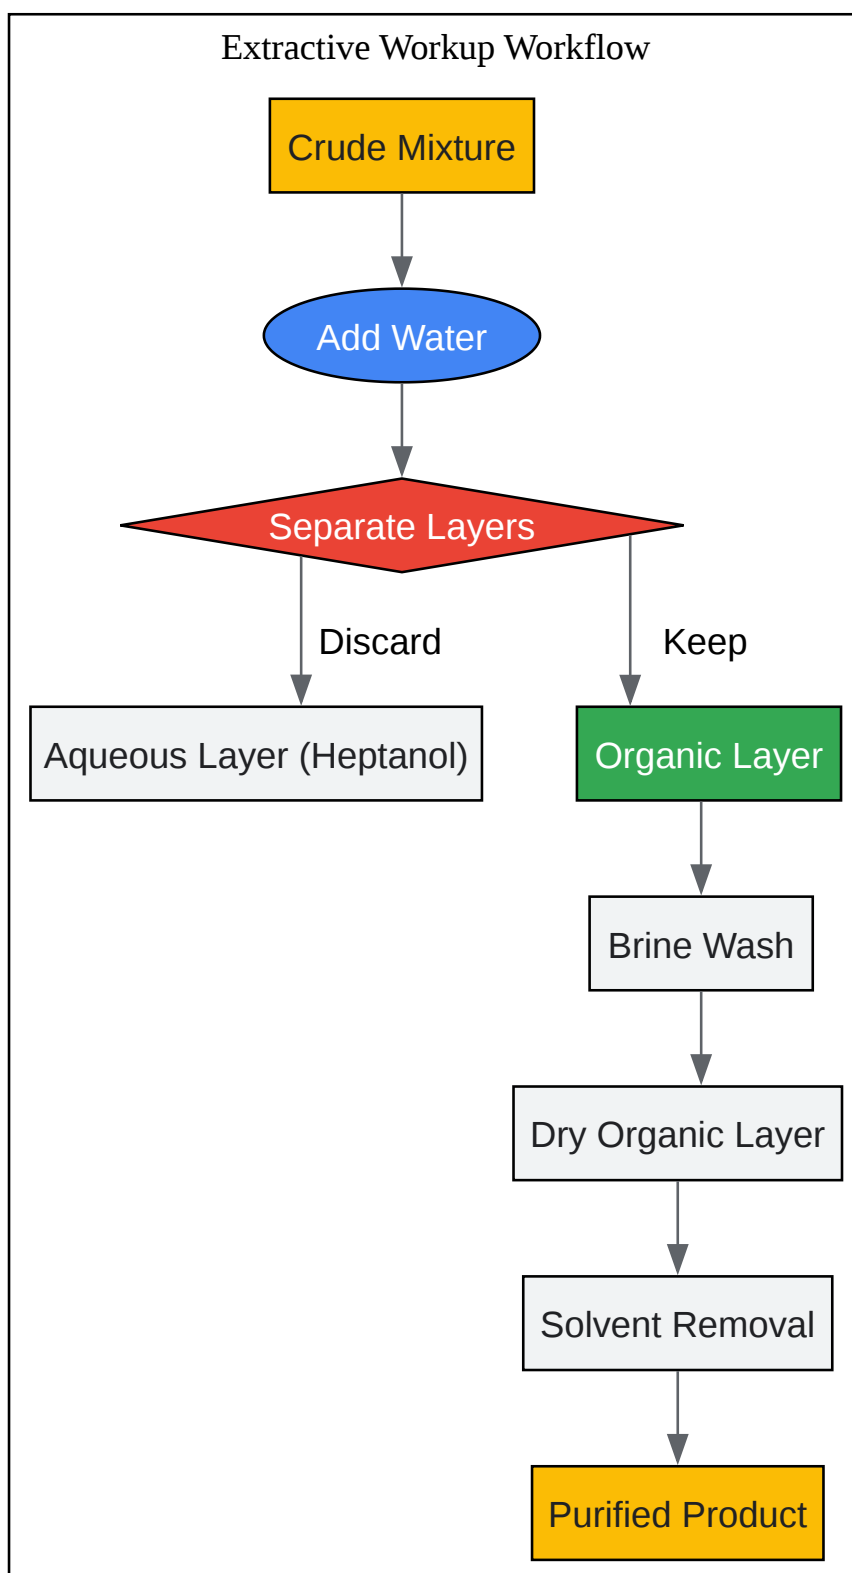 Extractive Workup Workflow
Crude Mixture
Add Water
Separate Layers
Discard
Keep
Aqueous Layer (Heptanol)
Organic Layer
Brine Wash
Dry Organic Layer
Solvent Removal
Purified Product